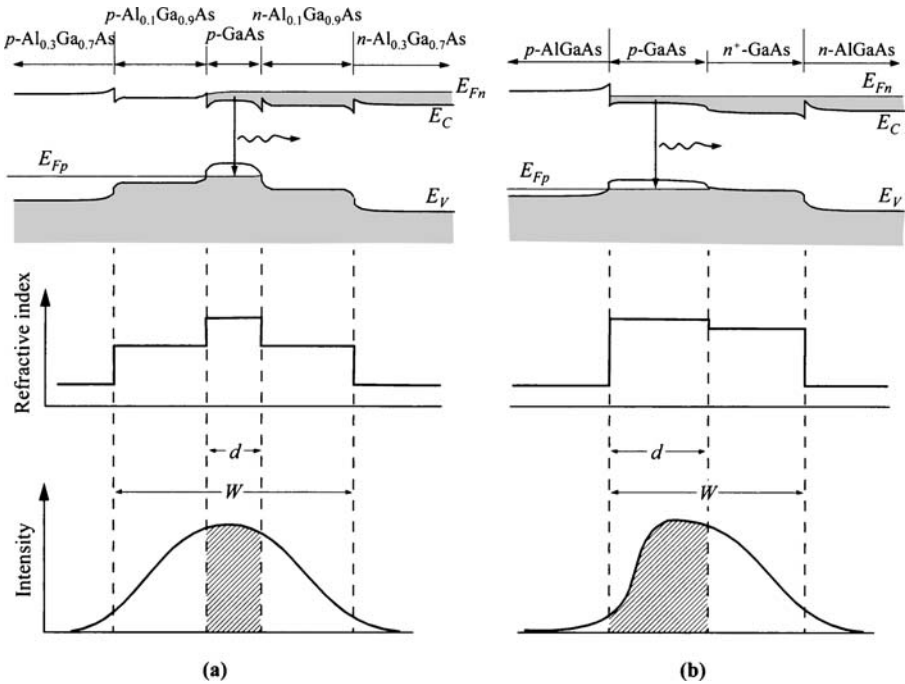 p-Al0.1Ga0.9As n-Al0.1Ga0.9As
p-Al0.3Ga0.7As p-GaAs n-Al0.3Ga0.7As
EFn
EC
EFp
EV
Refractive index
d
W
Intensity
(a)
p-AlGaAs p-GaAs n+-GaAs n-AlGaAs
EFn
EC
EFp
EV
d
W
(b)